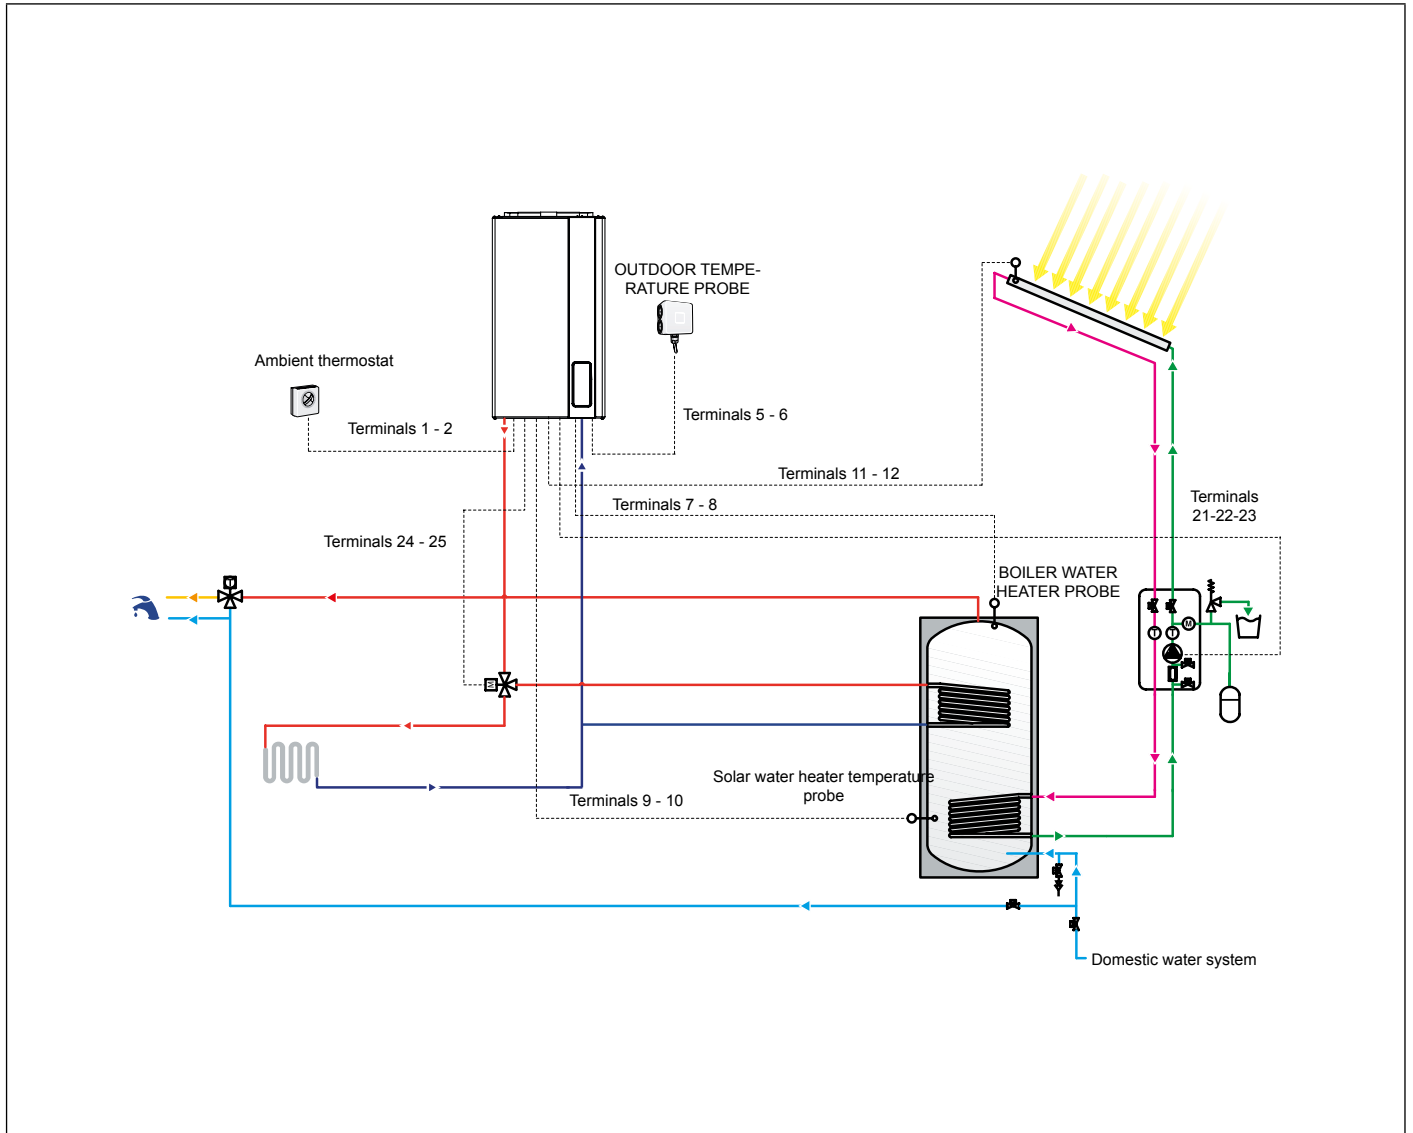 OUTDOOR TEMPE-
RATURE PROBE
Ambient thermostat
Terminals 5 - 6
Terminals 1 - 2
Terminals 11 - 12
Terminals 7 - 8
Terminals
21-22-23
Terminals 24 - 25
BOILER WATER
HEATER PROBE
T
T
M
M
Solar water heater temperature
probe
Terminals 9 - 10
Domestic water system